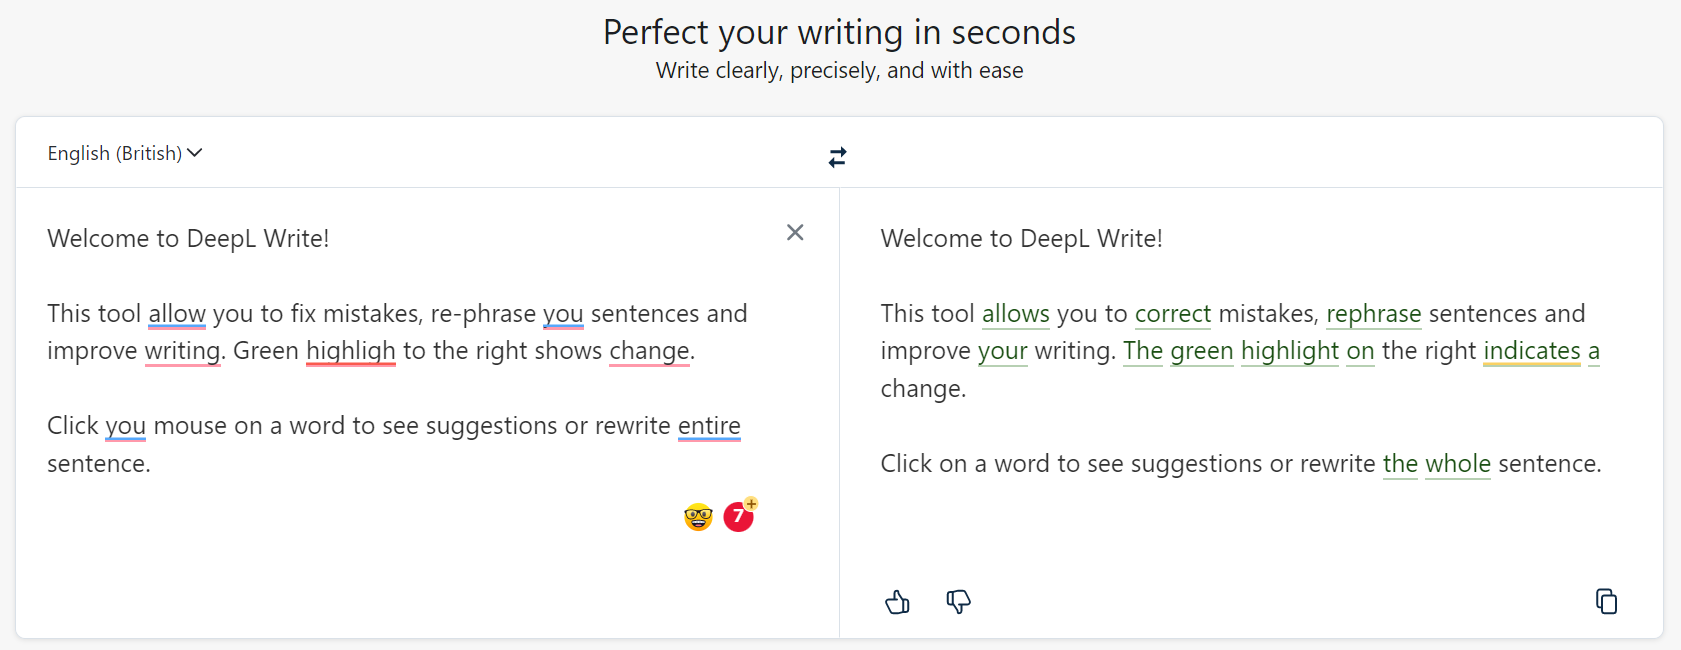 Perfect your writing in seconds
Write clearly, precisely, and with ease
English (British)
Welcome to DeepL Write!
This tool allow you to fix mistakes, re-phrase you sentences and
improve writing. Green highligh to the right shows change.
Click you mouse on a word to see suggestions or rewrite entire
sentence.
7+
Welcome to DeepL Write!
This tool allows you to correct mistakes, rephrase sentences and
improve your writing. The green highlight on the right indicates a
change.
Click on a word to see suggestions or rewrite the whole sentence.